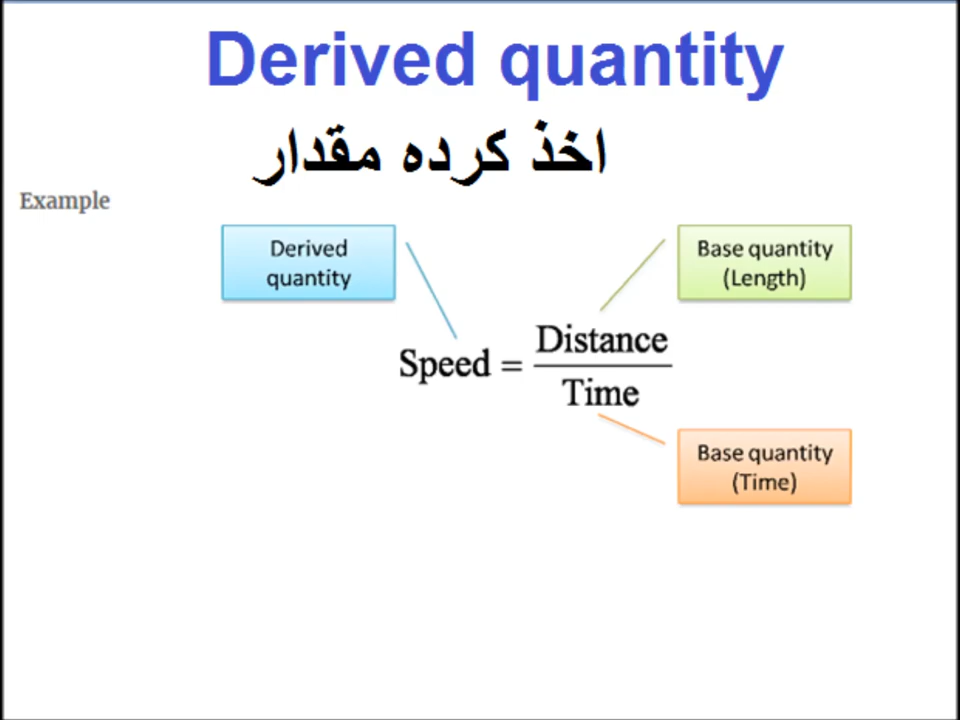 Derived quantity
اخذ کرده مقدار
Example
Derived
quantity
Base quantity
(Length)
Speed = Distance
Time
Base quantity
(Time)